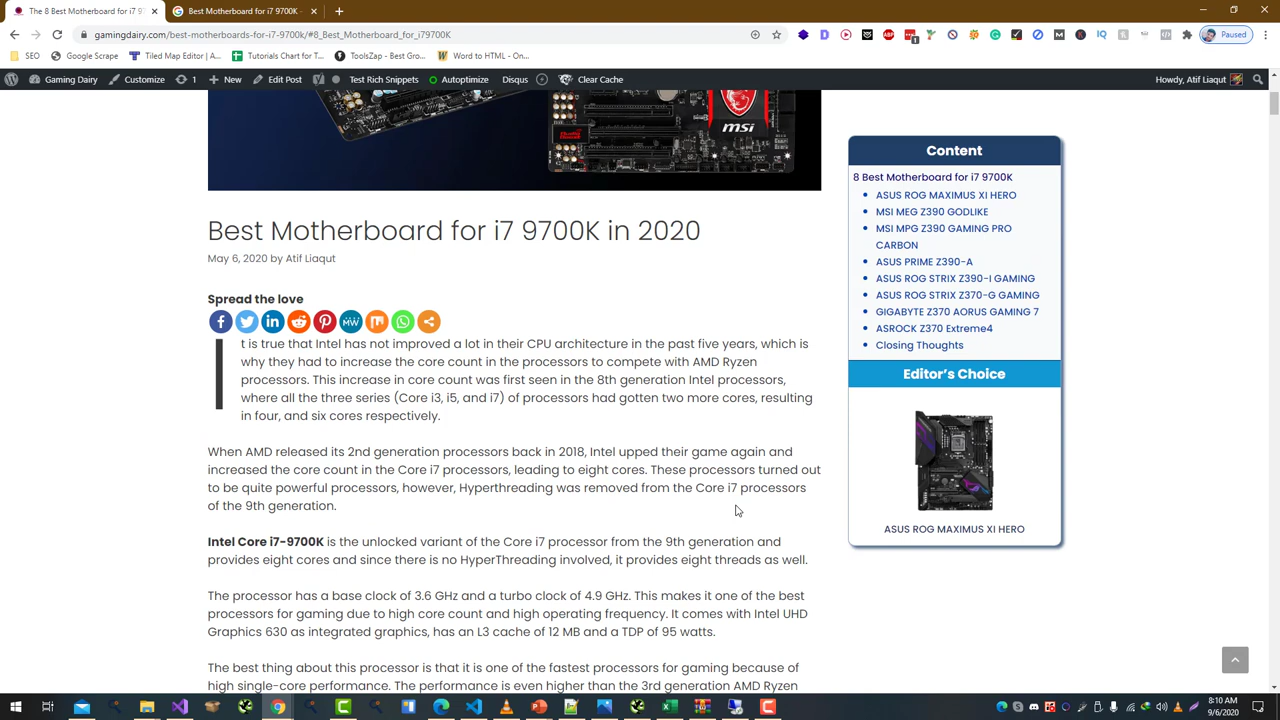 The 8 Best Motherboard for i7 97
Best Motherboard for i7 9700K -
gamingdairy.com/best-motherboards-for-i7-9700k/#8_Best_Motherboard_for_i79700K
Paused
SEO
Google Scrape
Tiled Map Editor / A...
Tutorials Chart for T...
ToolsZap - Best Gro...
Word to HTML - On...
Gaming Dairy
Customize
1
New
Edit Post
Test Rich Snippets
Autoptimize
Disqus
Clear Cache
Howdy, Atif Liaqut
msi
Best Motherboard for i7 9700K in 2020
May 6, 2020 by Atif Liaqut
Spread the love
It is true that Intel has not improved a lot in their CPU architecture in the past five years, which is
why they had to increase the core count in the processors to compete with AMD Ryzen
processors. This increase in core count was first seen in the 8th generation Intel processors,
where all the three series (Core i3, i5, and i7) of processors had gotten two more cores, resulting
in four, and six cores respectively.
When AMD released its 2nd generation processors back in 2018, Intel upped their game again and
increased the core count in the Core i7 processors, leading to eight cores. These processors turned out
to be quite powerful processors, however, Hyperthreading was removed from the Core i7 processors
of the 9th generation.
Intel Core i7-9700K is the unlocked variant of the Core i7 processor from the 9th generation and
provides eight cores and since there is no HyperThreading involved, it provides eight threads as well.
The processor has a base clock of 3.6 GHz and a turbo clock of 4.9 GHz. This makes it one of the best
processors for gaming due to high core count and high operating frequency. It comes with Intel UHD
Graphics 630 as integrated graphics, has an L3 cache of 12 MB and a TDP of 95 watts.
The best thing about this processor is that it is one of the fastest processors for gaming because of
high single-core performance. The performance is even higher than the 3rd generation AMD Ryzen
Content
8 Best Motherboard for i7 9700K
ASUS ROG MAXIMUS XI HERO
MSI MEG Z390 GODLIKE
MSI MPG Z390 GAMING PRO
CARBON
ASUS PRIME Z390-A
ASUS ROG STRIX Z390-I GAMING
ASUS ROG STRIX Z370-G GAMING
GIGABYTE Z370 AORUS GAMING 7
ASROCK Z370 Extreme4
Closing Thoughts
Editor's Choice
ASUS ROG MAXIMUS XI HERO
8:10 AM
9/6/2020